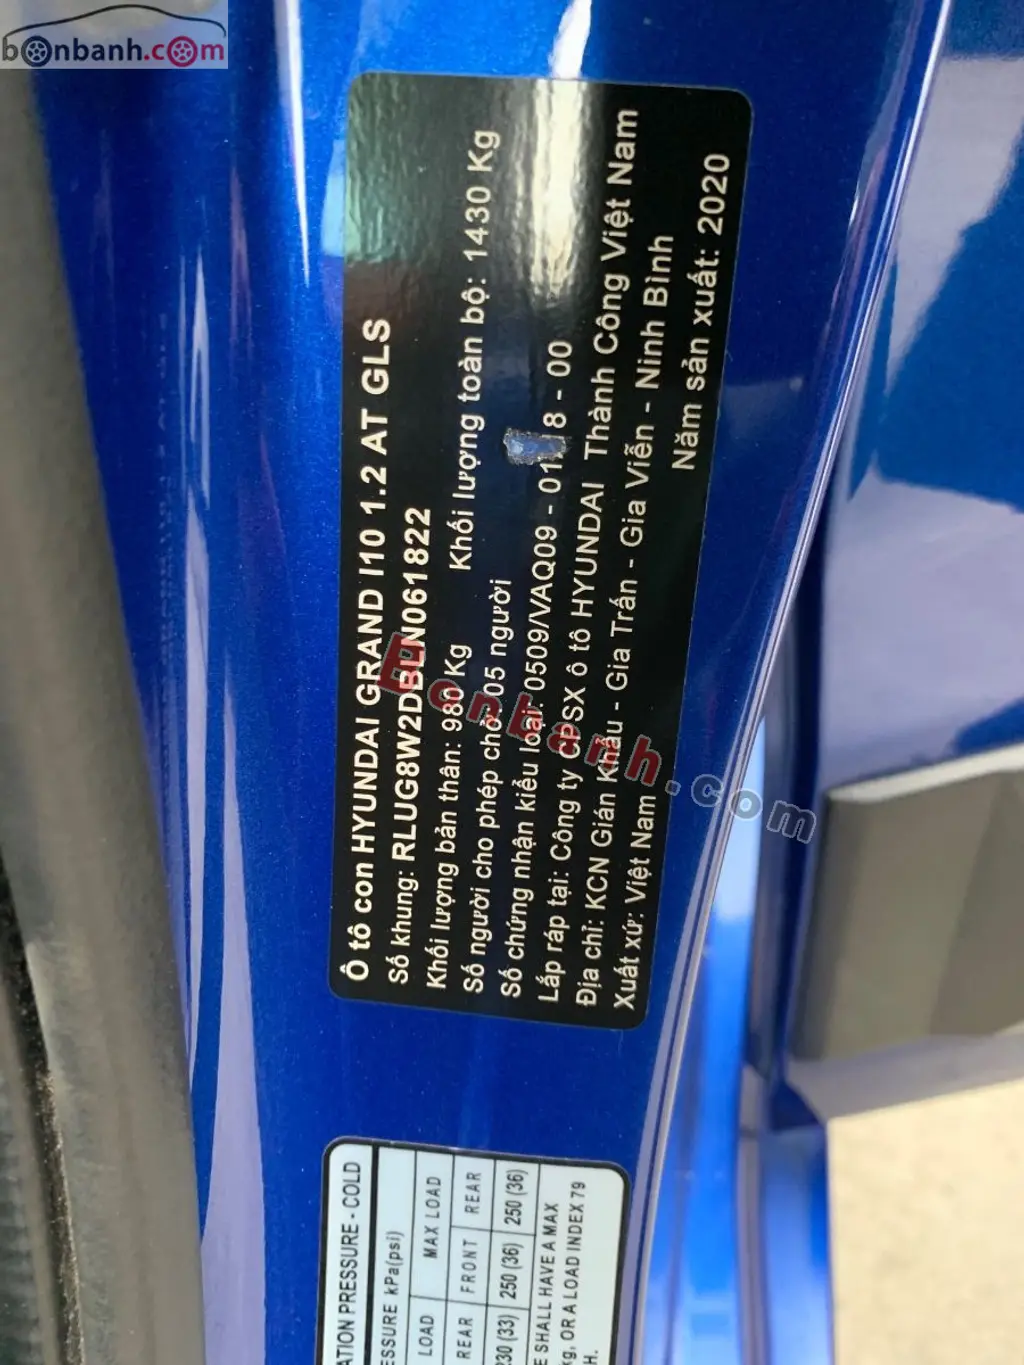 bonbanh.com
Ô tô con HYUNDAI GRAND I10 1.2 AT GLS
Số khung: RLUG8W2DBLN061822
Khối lượng bản thân: 980 Kg Khối lượng toàn bộ: 1430 Kg
Số người cho phép chở: 05 người
Số chứng nhận kiểu loại: 0509/VAQ09 - 01 8 - 00
Lắp ráp tại: Công ty CPSX ô tô HYUNDAI Thành Công Việt Nam
Địa chỉ: KCN Gián Khẩu - Gia Trấn - Gia Viễn - Ninh Bình
Xuất xứ: Việt Nam Năm sản xuất: 2020
Bonbanh.com
ATION PRESSURE - COLD
ESSURE kPa(psi)
LOAD MAX LOAD
REAR FRONT REAR
230 (33) 250 (36) 250 (36)
E SHALL HAVE A MAX
kg, OR A LOAD INDEX 79
H.